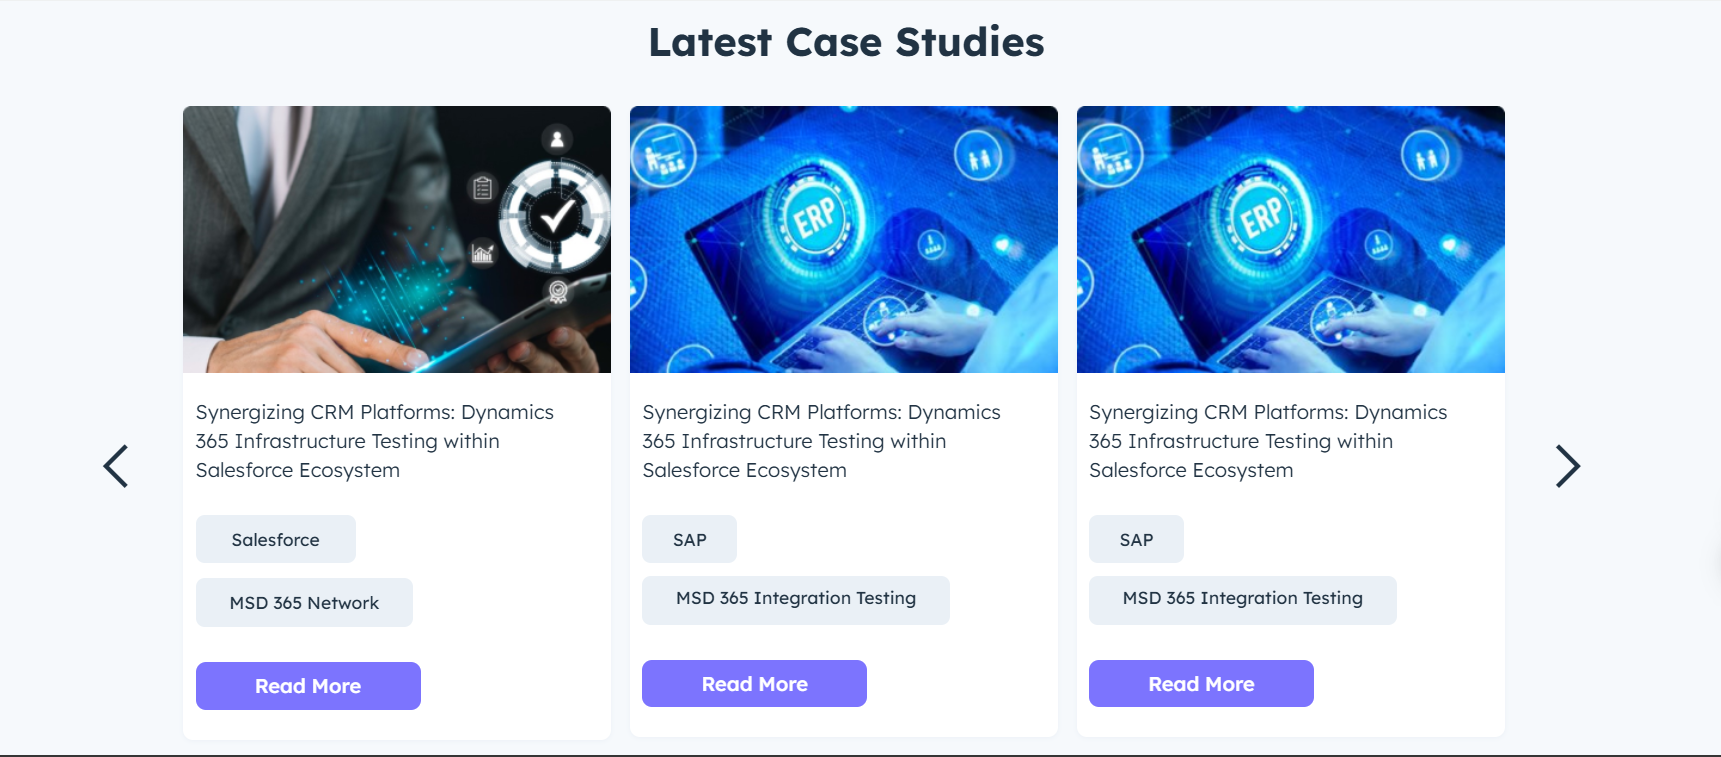 Latest Case Studies
ERP
ERP
Synergizing CRM Platforms: Dynamics
365 Infrastructure Testing within
Salesforce Ecosystem
Salesforce
MSD 365 Network
Read More
Synergizing CRM Platforms: Dynamics
365 Infrastructure Testing within
Salesforce Ecosystem
SAP
MSD 365 Integration Testing
Read More
Synergizing CRM Platforms: Dynamics
365 Infrastructure Testing within
Salesforce Ecosystem
SAP
MSD 365 Integration Testing
Read More